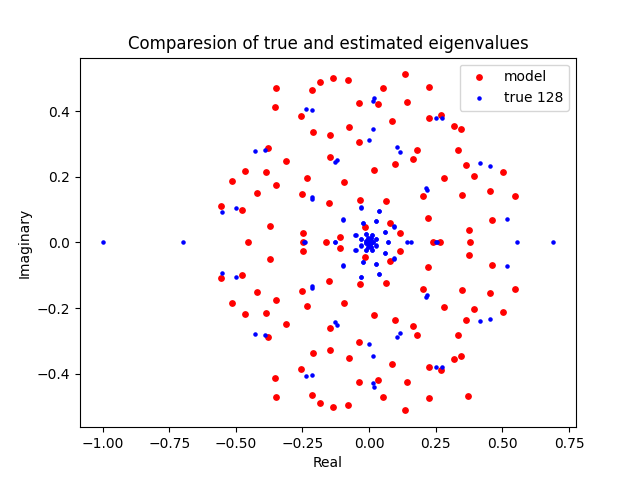 Comparesion of true and estimated eigenvalues
model
true 128
0.4
0.2
0.0
−0.2
−0.4
Imaginary
−1.00 −0.75 −0.50 −0.25 0.00 0.25 0.50 0.75
Real